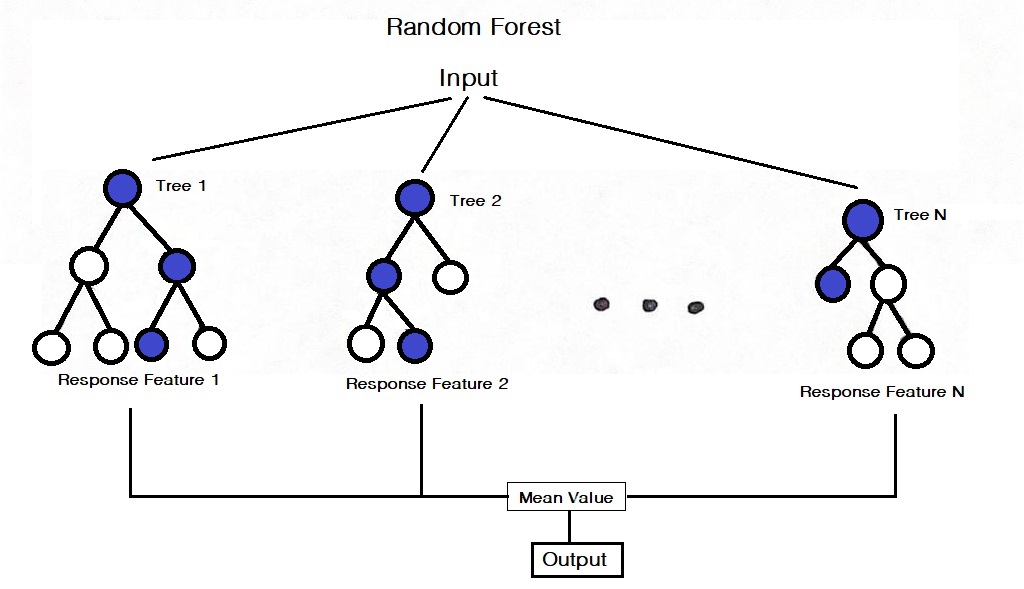 Random Forest
Input
Tree 1
Tree 2
Tree N
Response Feature 1
Response Feature 2
Response Feature N
Mean Value
Output